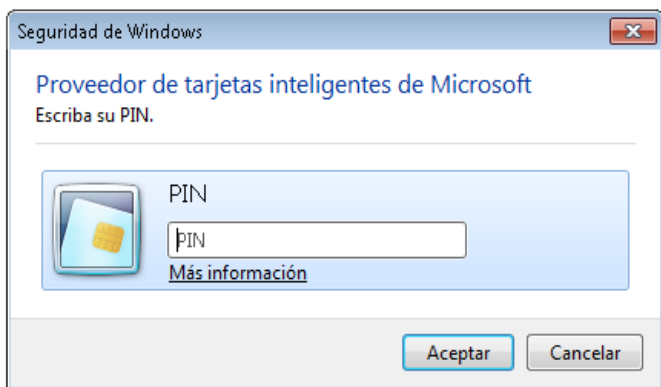 Seguridad de Windows
Proveedor de tarjetas inteligentes de Microsoft
Escriba su PIN.
PIN
PIN
Más información
Aceptar
Cancelar